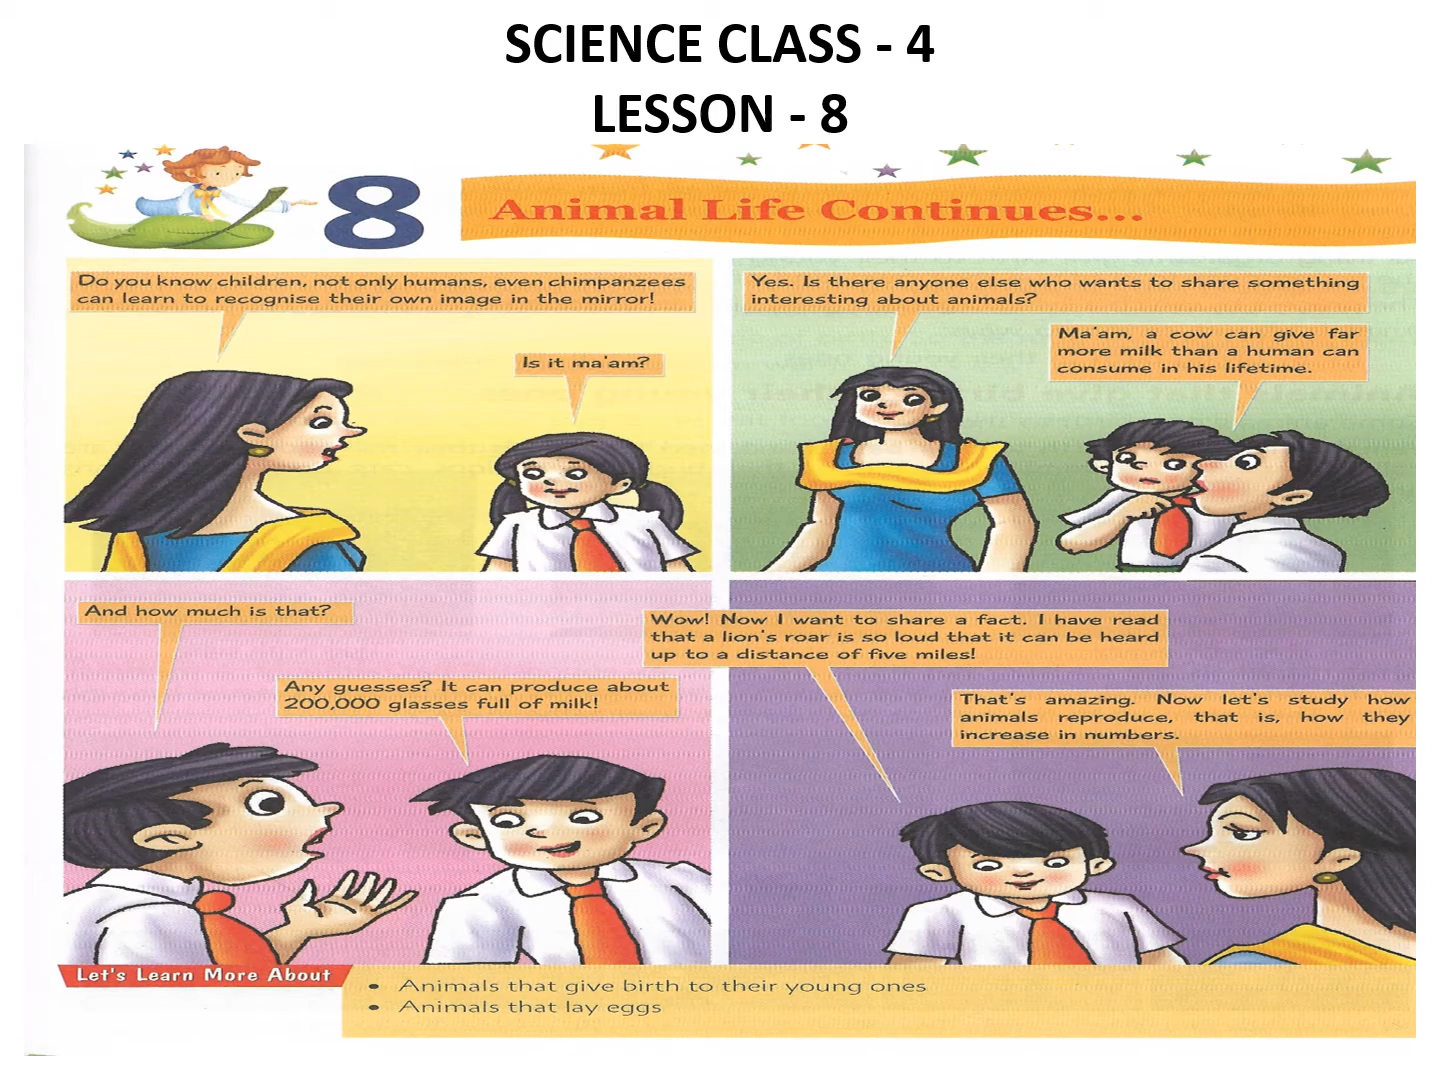 SCIENCE CLASS - 4
LESSON - 8
8
Animal Life Continues...
Do you know children, not only humans, even chimpanzees
can learn to recognise their own image in the mirror!
Is it ma'am?
Yes. Is there anyone else who wants to share something
interesting about animals?
Ma'am, a cow can give far
more milk than a human can
consume in his lifetime.
And how much is that?
Any guesses? It can produce about
200,000 glasses full of milk!
Wow! Now I want to share a fact. I have read
that a lion's roar is so loud that it can be heard
up to a distance of five miles!
That's amazing. Now let's study how
animals reproduce, that is, how they
increase in numbers.
Let's Learn More About
• Animals that give birth to their young ones
• Animals that lay eggs